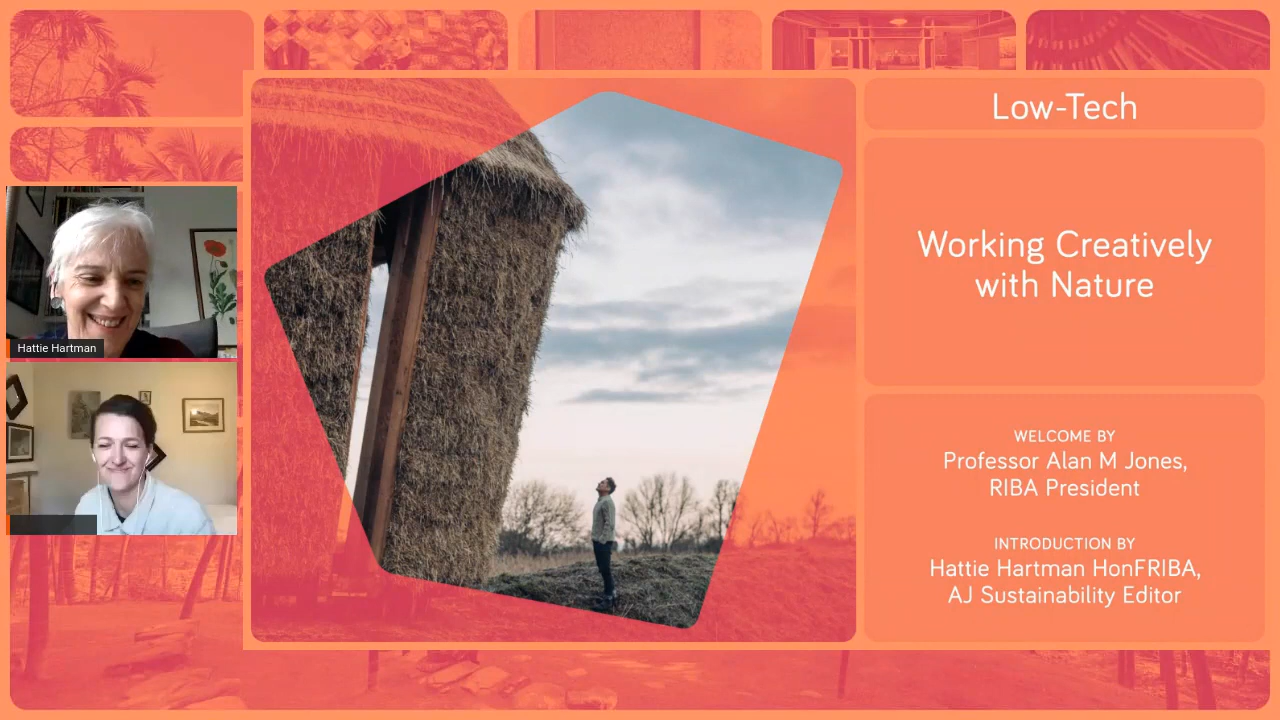 Low-Tech
Working Creatively
with Nature
WELCOME BY
Professor Alan M Jones,
RIBA President
INTRODUCTION BY
Hattie Hartman HonFRIBA,
AJ Sustainability Editor
Hattie Hartman